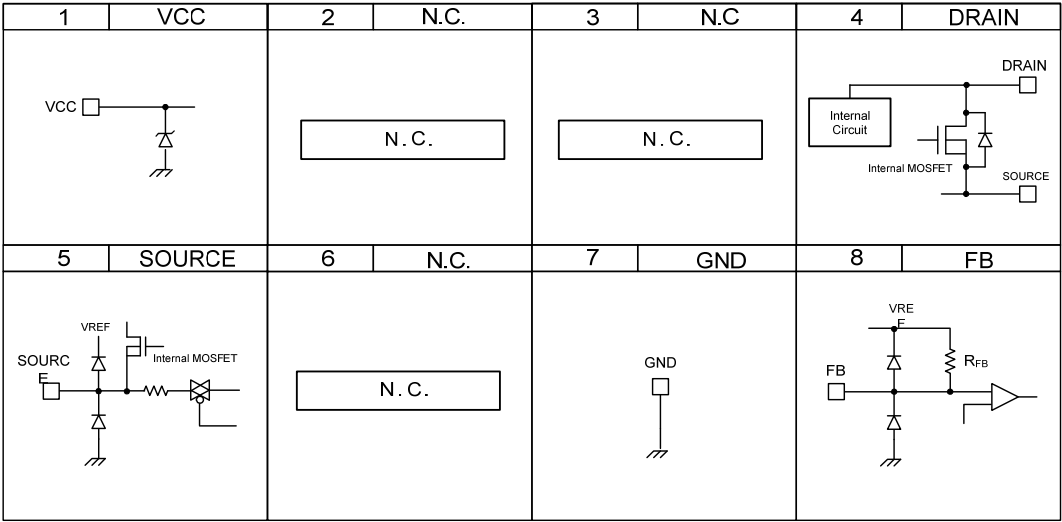 1 VCC 2 N.C. 3 N.C 4 DRAIN
VCC
N.C.
N.C.
DRAIN
Internal
Circuit
Internal MOSFET
SOURCE
5 SOURCE 6 N.C. 7 GND 8 FB
VREF
Internal MOSFET
SOURC
E
N.C.
GND
VRE
F
RFB
FB